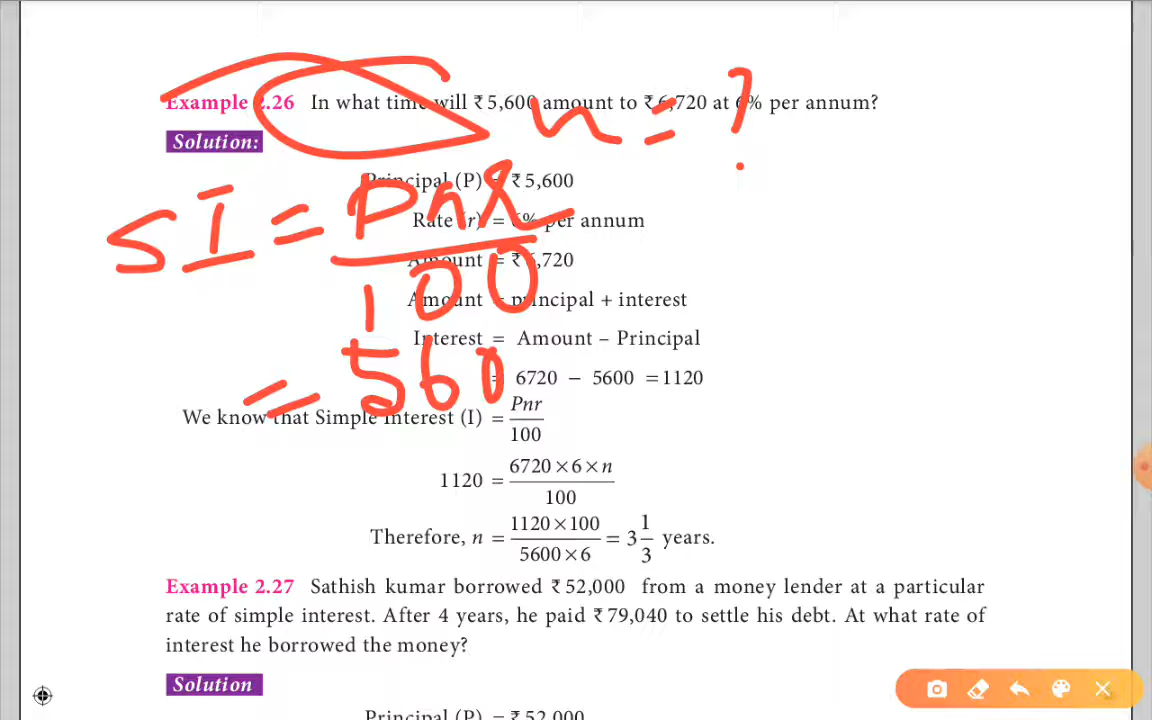 Example 2.26 In what time will ₹5,600 amount to ₹6,720 at 6% per annum?
n = ?
Solution:
Principal (P) = ₹5,600
SI = Pnr
100
Rate (r) = 6% per annum
Amount = ₹6,720
Amount = principal + interest
Interest = Amount – Principal
= 560
= 6720 – 5600 = 1120
We know that Simple Interest (I) = Pnr
100
1120 = 6720 × 6 × n
100
Therefore, n = 1120 × 100 = 3 1 years.
5600 × 6 3
Example 2.27 Sathish kumar borrowed ₹52,000 from a money lender at a particular
rate of simple interest. After 4 years, he paid ₹79,040 to settle his debt. At what rate of
interest he borrowed the money?
Solution
Principal (P) = ₹52,000